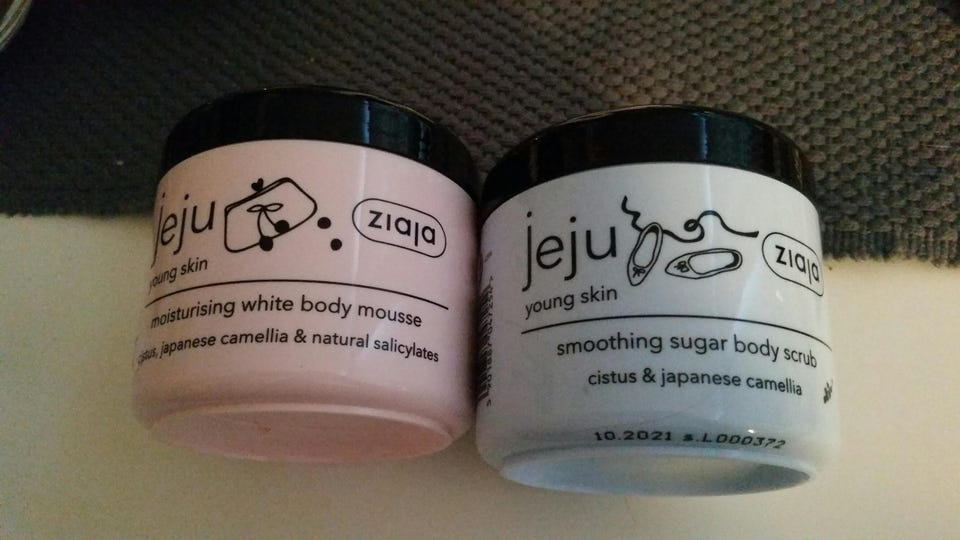 jeju
ziaja
young skin
moisturising white body mousse
cistus, japanese camellia & natural salicylates
jeju
ziaja
young skin
smoothing sugar body scrub
cistus & japanese camellia
10.2021 s.L000372